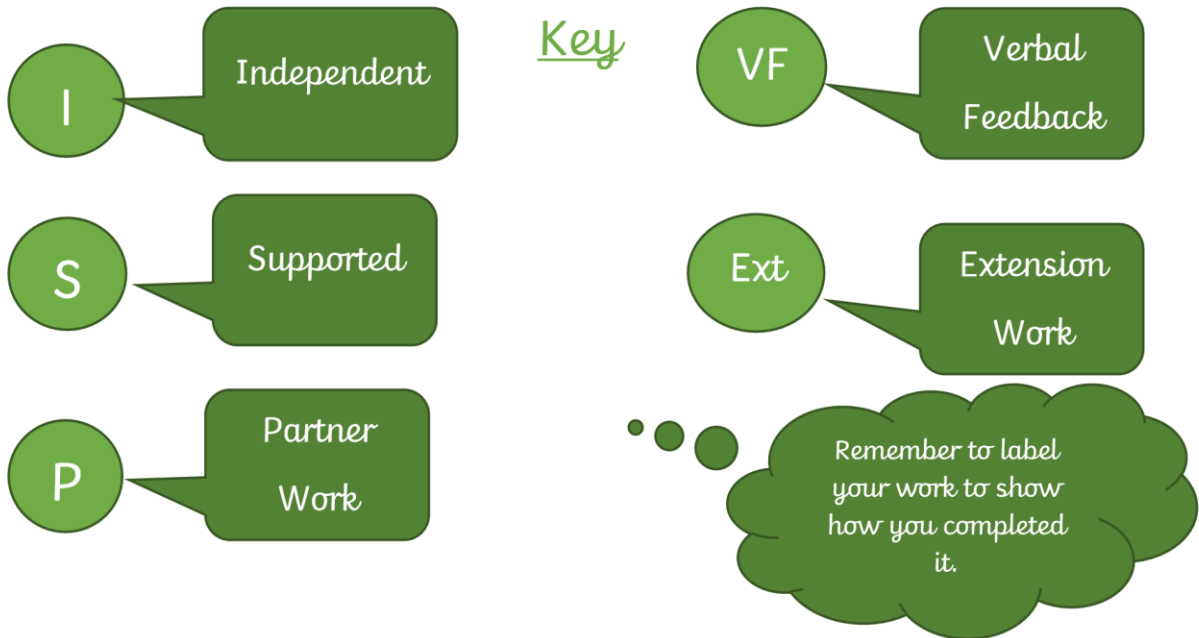 Key
I
Independent
S
Supported
P
Partner
Work
VF
Verbal
Feedback
Ext
Extension
Work
Remember to label
your work to show
how you completed
it.